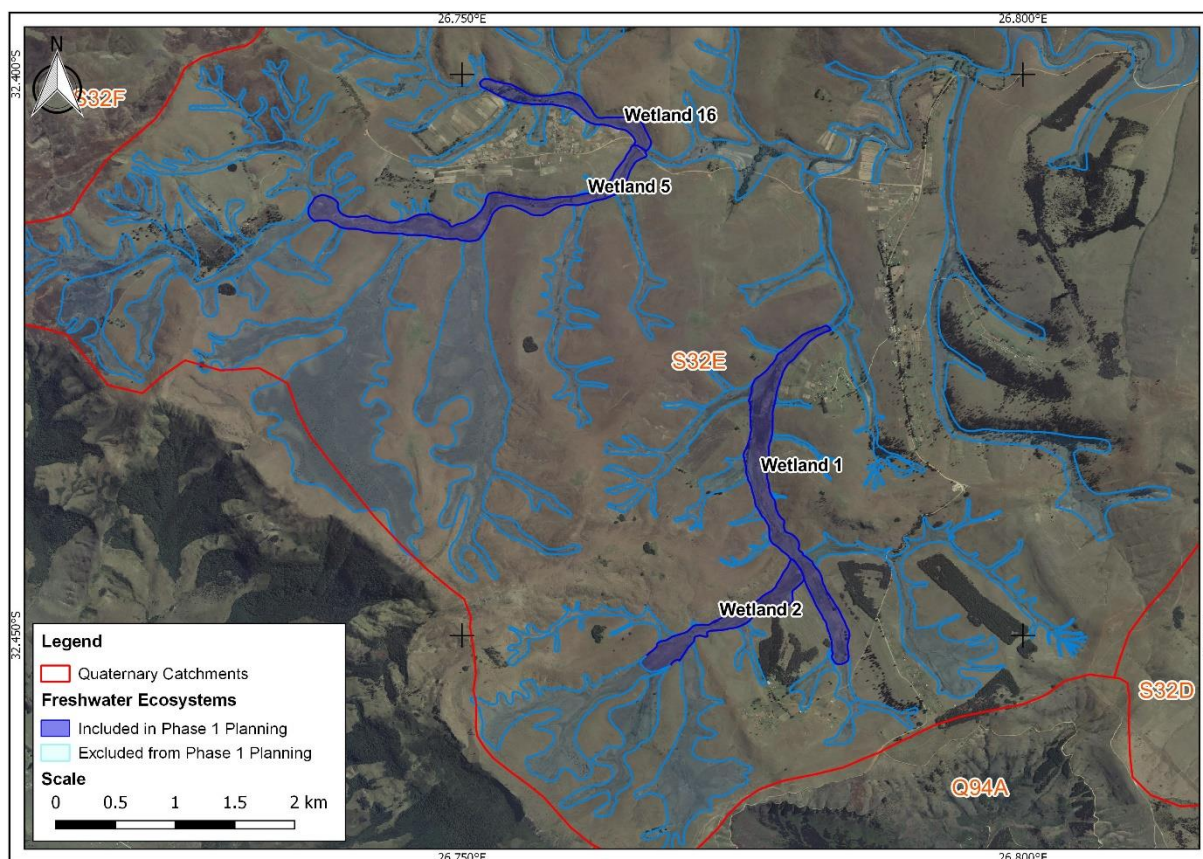 26.750°E
26.800°E
N
32.400°S
S32F
Wetland 16
Wetland 5
S32E
Wetland 1
Wetland 2
32.450°S
S32D
Q94A
Legend
Quaternary Catchments
Freshwater Ecosystems
Included in Phase 1 Planning
Excluded from Phase 1 Planning
Scale
0 0.5 1 1.5 2 km
26.750°E
26.800°E